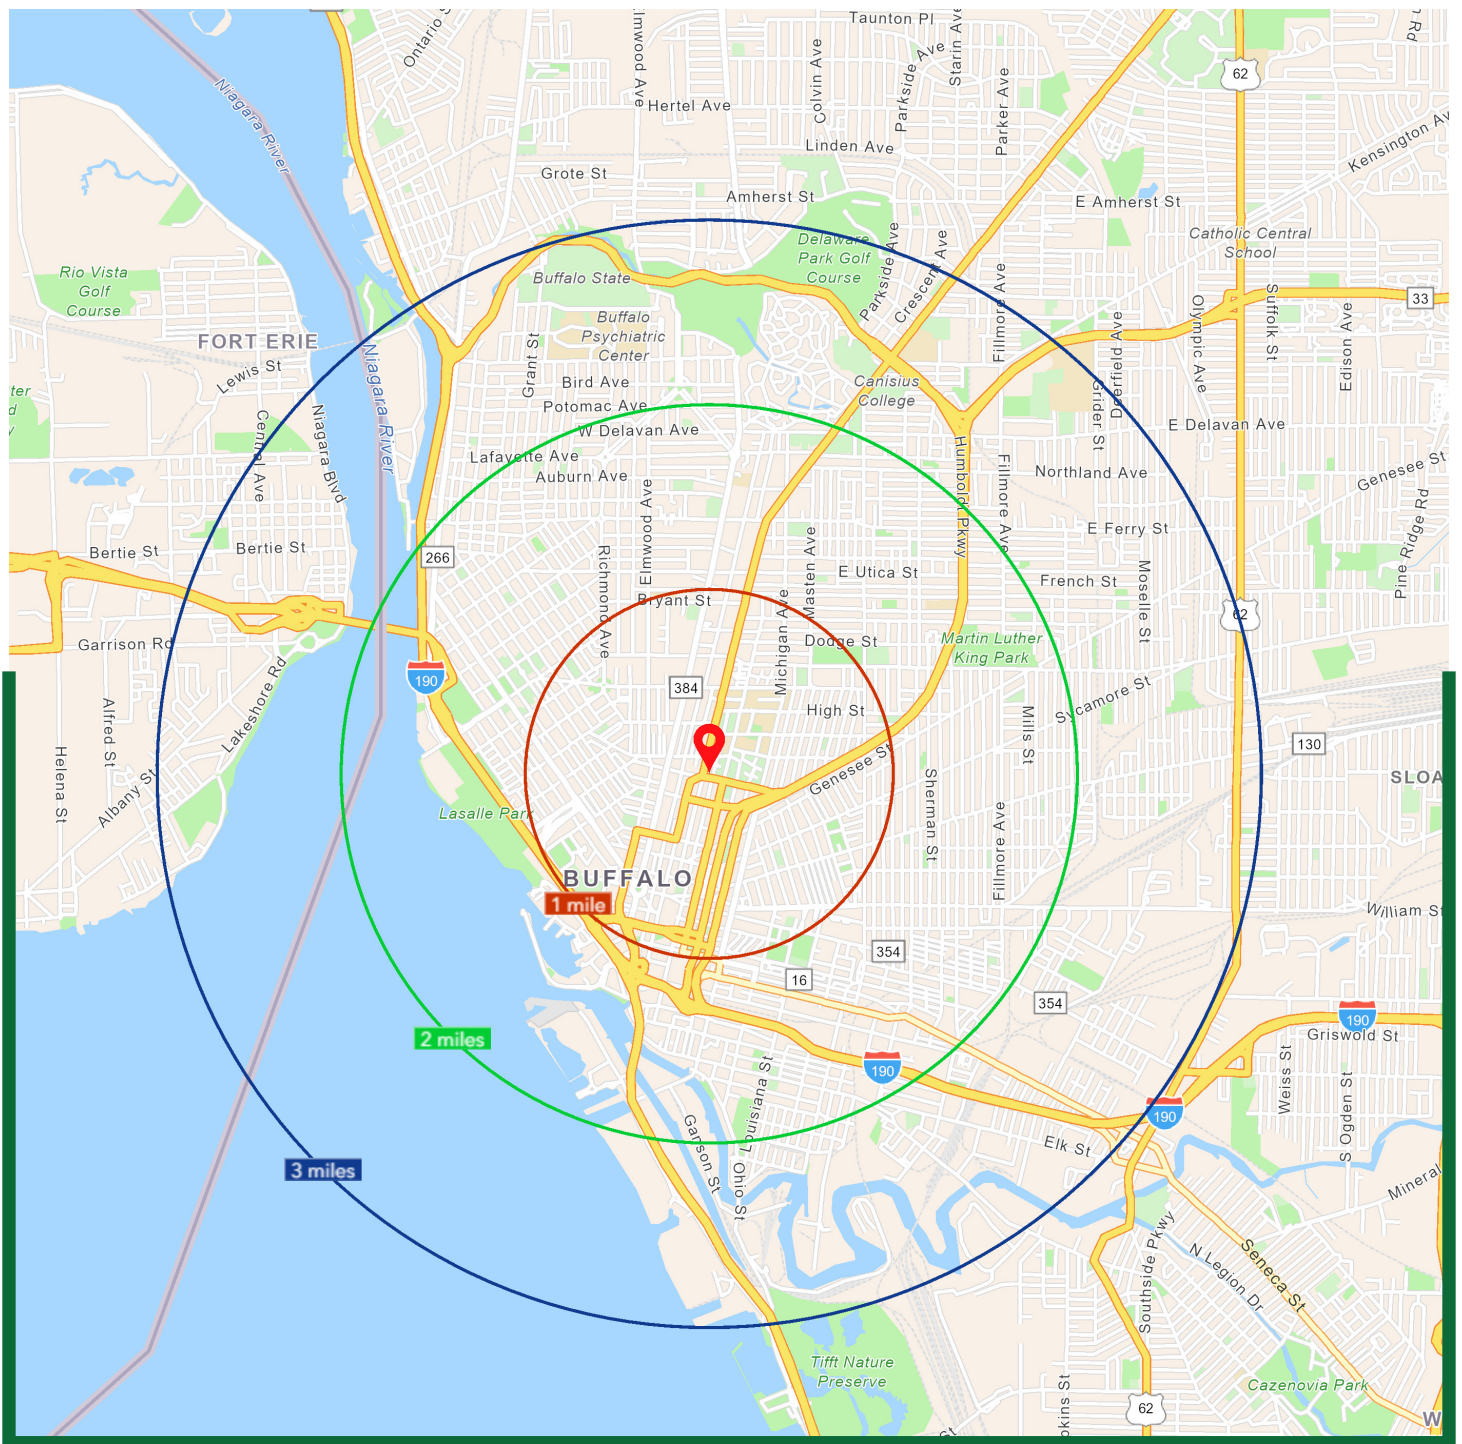 Taunton Pl
Ontario S
Elmwood Ave
Colvin Ave
Parkside Ave
Starin Ave
Rd
62
Niagara River
Hertel Ave
Parker Ave
Kensington Av
Linden Ave
Grote St
Amherst St
E Amherst St
Delaware
Park Golf
Course
Parkside Ave
Crescent Ave
Catholic Central
School
Rio Vista
Golf
Course
Buffalo State
Fillmore Ave
Olympic Ave
Suffolk St
33
Edison Ave
Buffalo
Psychiatric
Center
Grant St
FORT ERIE
Lewis St
Niagara River
Deerfield Ave
Grider St
Bird Ave
Canisius
College
ter
d
y
Potomac Ave
Central Ave
Niagara Blvd
W Delavan Ave
E Delavan Ave
Lafayette Ave
Auburn Ave
Humboldt Pkwy
Fillmore Ave
Northland Ave
Genesee St
Elmwood Ave
Pine Ridge Rd
Bertie St
Bertie St
266
Richmond Ave
Masten Ave
E Ferry St
E Utica St
French St
Moselle St
Bryant St
Michigan Ave
62
Garrison Rd
Dodge St
Martin Luther
King Park
190
384
Lakeshore Rd
Alfred St
High St
Sycamore St
Mills St
130
Helena St
Albany St
Genesee St
SLOA
Lasalle Park
Sherman St
Fillmore Ave
BUFFALO
1 mile
William St
354
16
354
190
Griswold St
2 miles
190
Louisiana St
Weiss St
S Ogden St
190
Ganson St
Elk St
3 miles
Ohio St
Mineral
Southside Pkwy
N Legion Dr
Seneca St
Tifft Nature
Preserve
Cazenovia Park
okins St
62
W
St